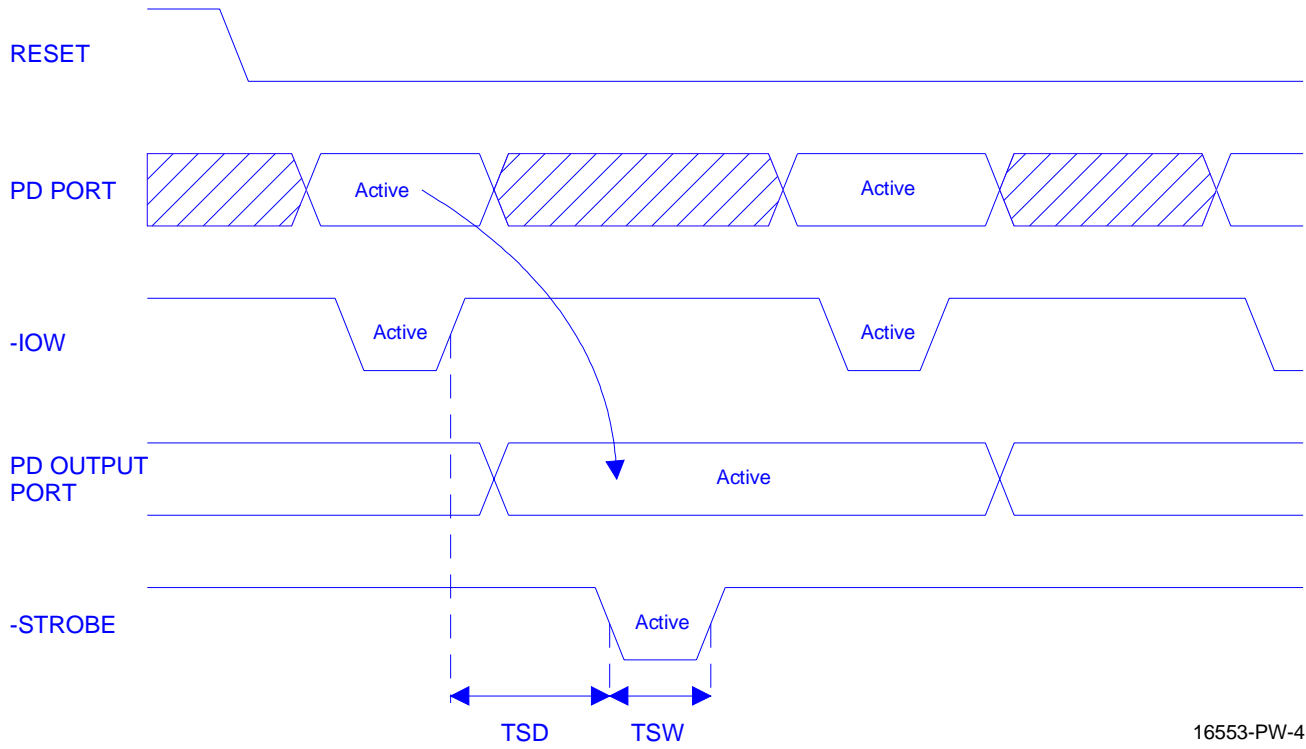 RESET
PD PORT
Active
Active
-IOW
Active
Active
PD OUTPUT
PORT
Active
-STROBE
Active
TSD
TSW
16553-PW-4